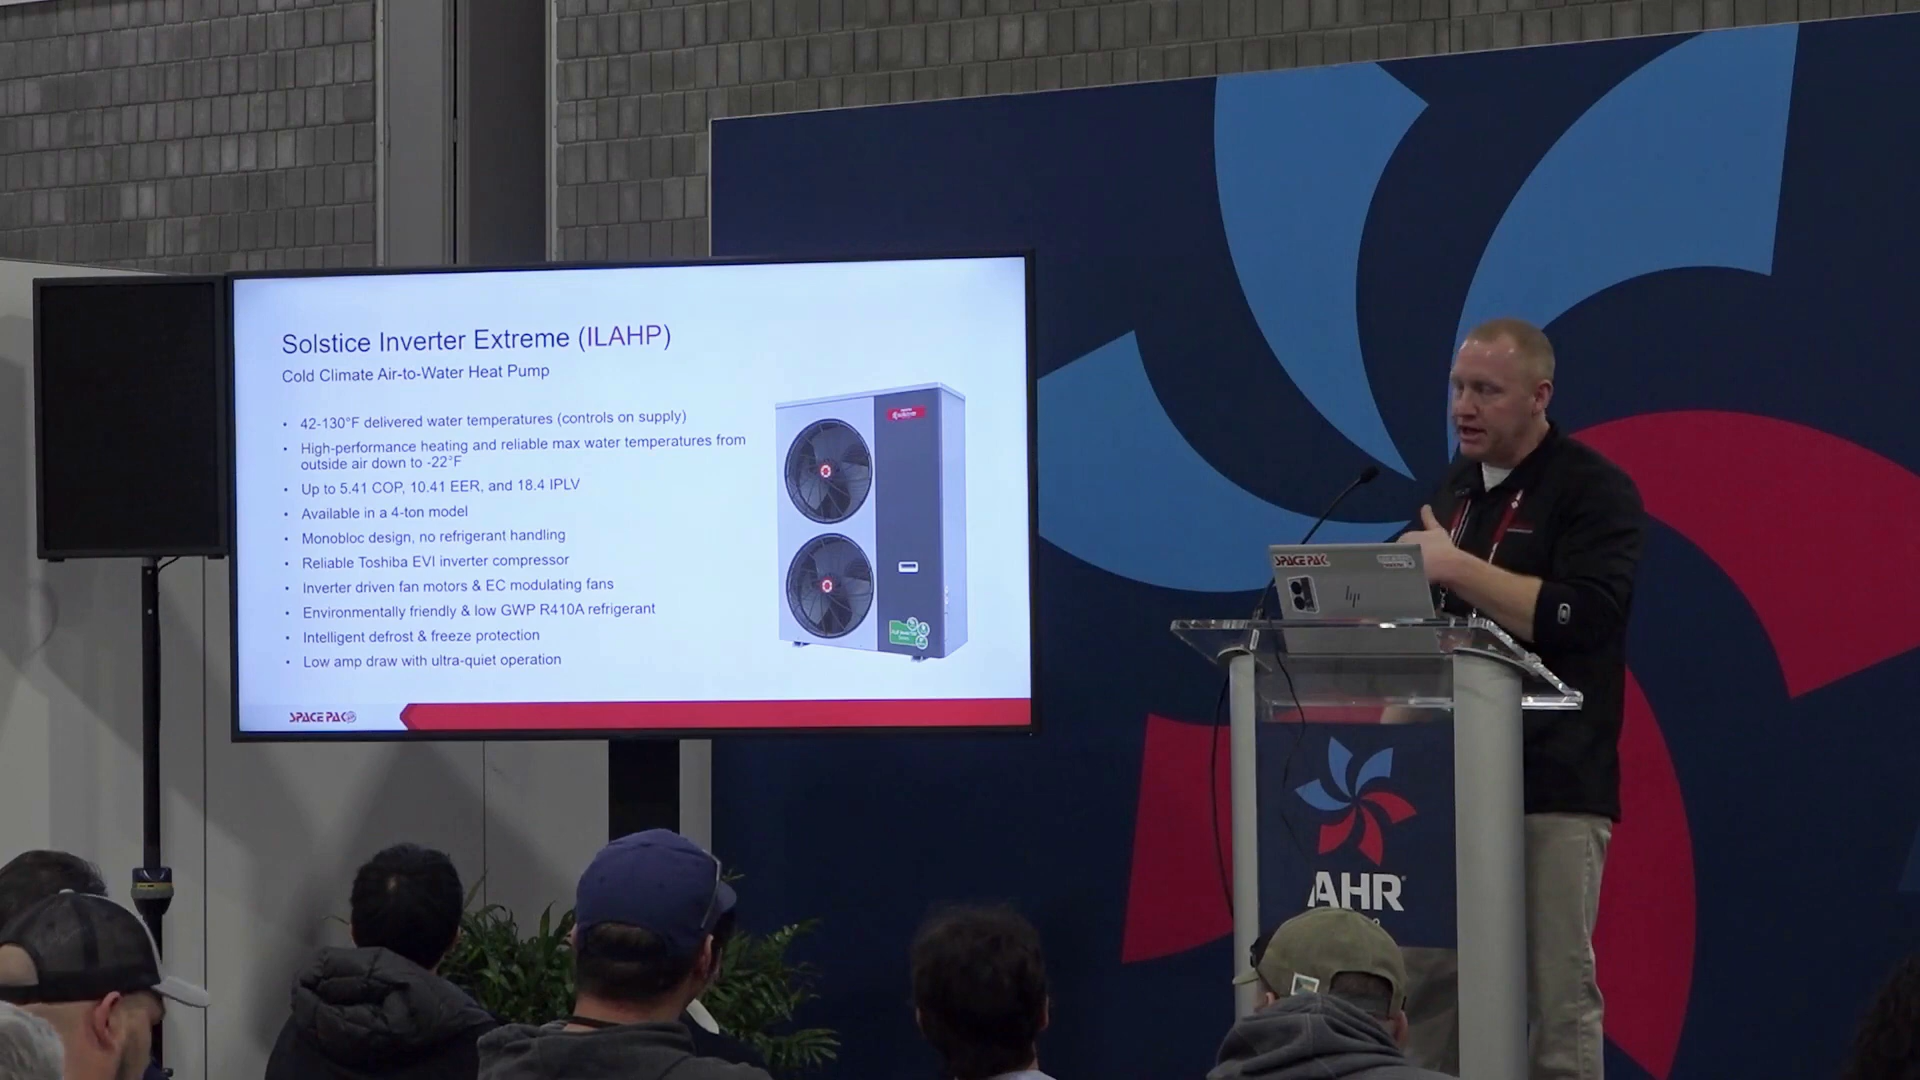 Solstice Inverter Extreme (ILAHP)
Cold Climate Air-to-Water Heat Pump
• 42-130°F delivered water temperatures (controls on supply)
• High-performance heating and reliable max water temperatures from
outside air down to -22°F
• Up to 5.41 COP, 10.41 EER, and 18.4 IPLV
• Available in a 4-ton model
• Monobloc design, no refrigerant handling
• Reliable Toshiba EVI inverter compressor
• Inverter driven fan motors & EC modulating fans
• Environmentally friendly & low GWP R410A refrigerant
• Intelligent defrost & freeze protection
• Low amp draw with ultra-quiet operation
SPACE PAK
SPACE PAK
hp
AHR